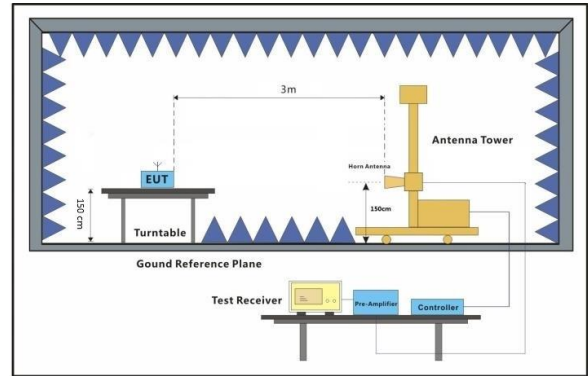 3m
Antenna Tower
Horn Antenna
EUT
150 cm
150cm
Turntable
Gound Reference Plane
Test Receiver
Pre-Amplifier
Controller